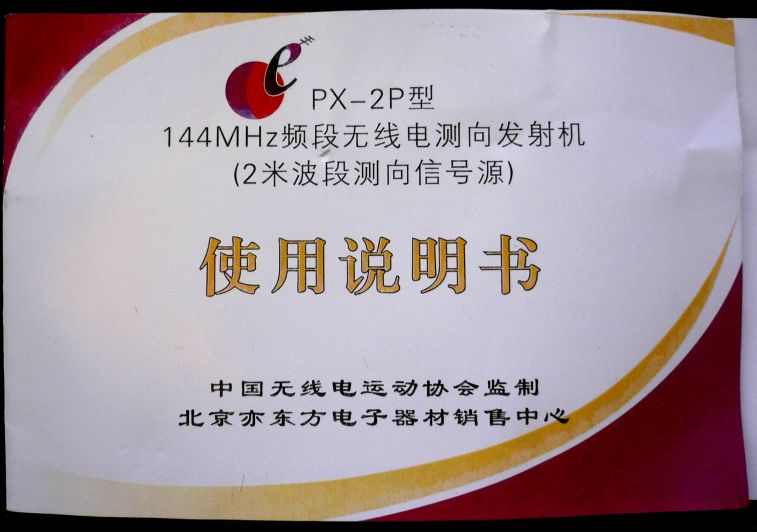 PX-2P型
144MHz频段无线电测向发射机
(2米波段测向信号源)
使用说明书
中国无线电运动协会监制
北京亦东方电子器材销售中心